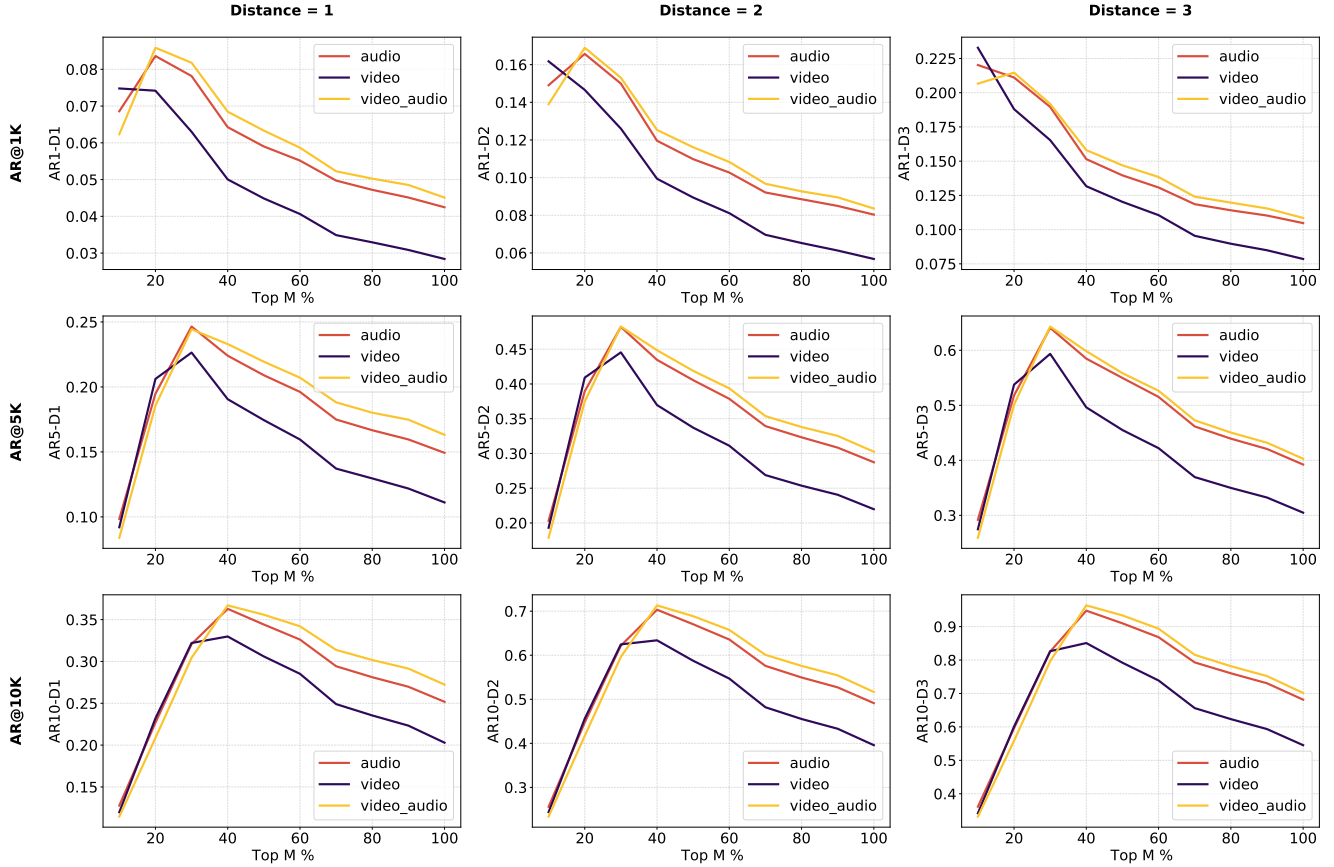 Distance = 1
Distance = 2
Distance = 3
AR@1K
AR1-D1
0.08
0.07
0.06
0.05
0.04
0.03
20
40
60
80
100
Top M %
audio
video
video_audio
AR1-D2
0.16
0.14
0.12
0.10
0.08
0.06
20
40
60
80
100
Top M %
audio
video
video_audio
AR1-D3
0.225
0.200
0.175
0.150
0.125
0.100
0.075
20
40
60
80
100
Top M %
audio
video
video_audio
AR@5K
AR5-D1
0.25
0.20
0.15
0.10
20
40
60
80
100
Top M %
audio
video
video_audio
AR5-D2
0.45
0.40
0.35
0.30
0.25
0.20
20
40
60
80
100
Top M %
audio
video
video_audio
AR5-D3
0.6
0.5
0.4
0.3
20
40
60
80
100
Top M %
audio
video
video_audio
AR@10K
AR10-D1
0.35
0.30
0.25
0.20
0.15
20
40
60
80
100
Top M %
audio
video
video_audio
AR10-D2
0.7
0.6
0.5
0.4
0.3
20
40
60
80
100
Top M %
audio
video
video_audio
AR10-D3
0.9
0.8
0.7
0.6
0.5
0.4
20
40
60
80
100
Top M %
audio
video
video_audio